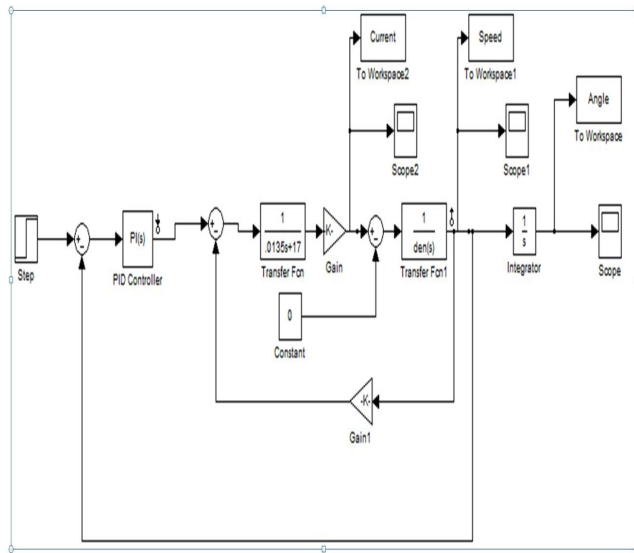 Current
To Workspace2
Speed
To Workspace1
Angle
To Workspace
Scope2
Scope1
Step
+
-
PI(s)
PID Controller
+
-
1
.0135s+17
Transfer Fcn
K-
Gain
+
-
1
den(s)
Transfer Fcn1
1
s
Integrator
Scope
0
Constant
-K-
Gain1